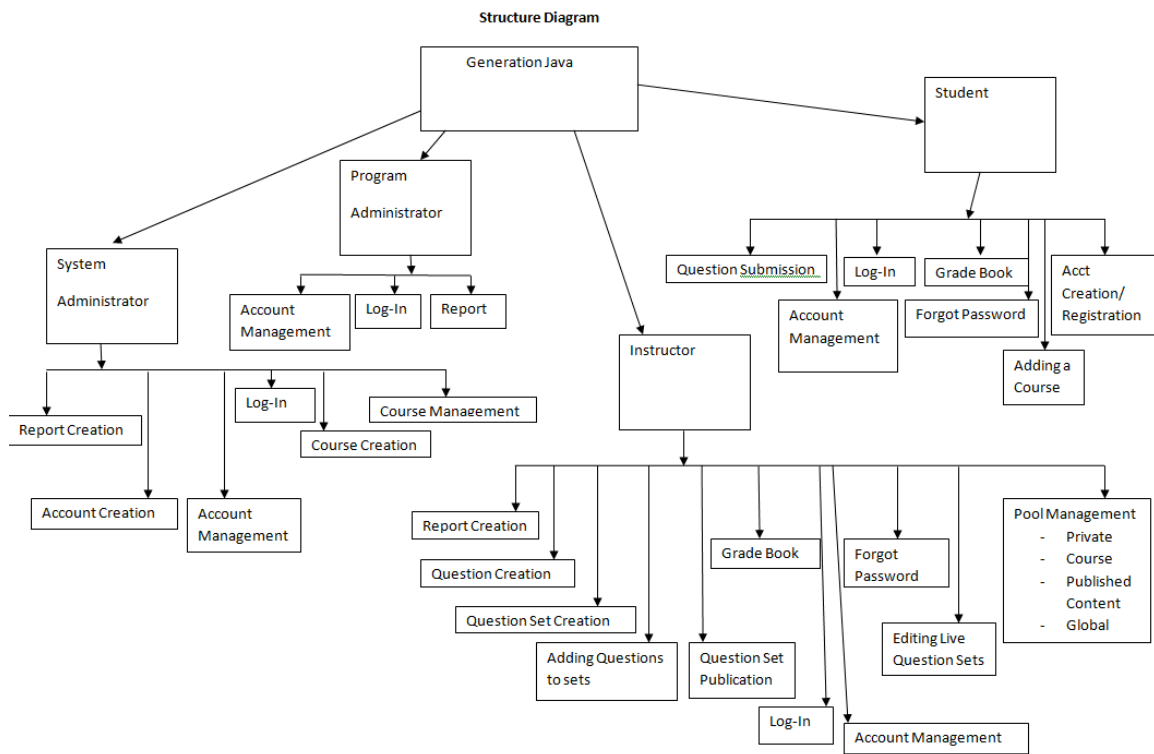 Structure Diagram
Generation Java
Student
Program
Administrator
System
Administrator
Question Submission
Log-In
Grade Book
Acct
Creation/
Registration
Account
Management
Forgot Password
Adding a
Course
Account
Management
Log-In
Report
Instructor
Report Creation
Log-In
Course Management
Course Creation
Account Creation
Account
Management
Report Creation
Question Creation
Question Set Creation
Adding Questions
to sets
Question Set
Publication
Grade Book
Log-In
Account Management
Forgot
Password
Editing Live
Question Sets
Pool Management
- Private
- Course
- Published
Content
- Global